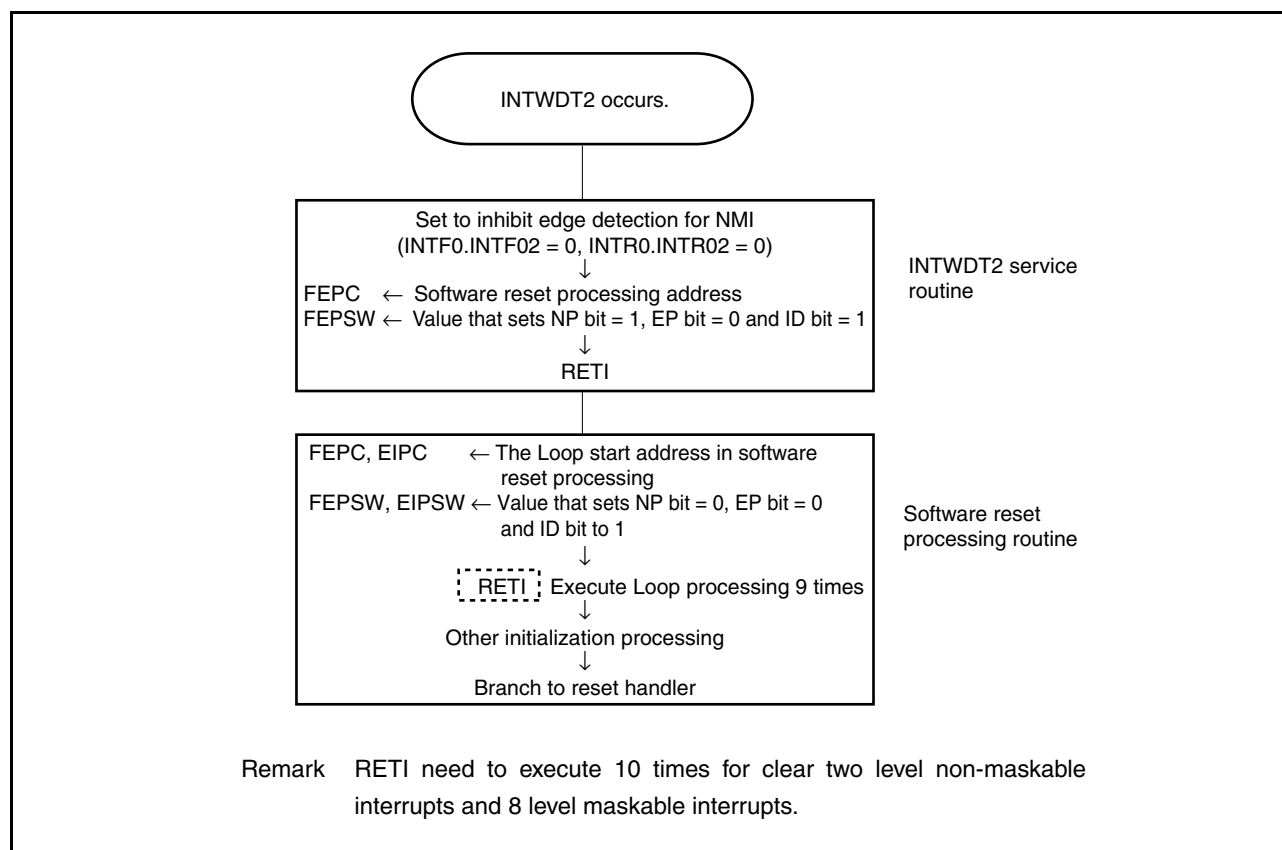 INTWDT2 occurs.
Set to inhibit edge detection for NMI
(INTF0.INTF02 = 0, INTR0.INTR02 = 0)
↓
FEPC ← Software reset processing address
FEPSW ← Value that sets NP bit = 1, EP bit = 0 and ID bit = 1
↓
RETI
INTWDT2 service
routine
FEPC, EIPC ← The Loop start address in software
reset processing
FEPSW, EIPSW ← Value that sets NP bit = 0, EP bit = 0
and ID bit to 1
↓
RETI Execute Loop processing 9 times
↓
Other initialization processing
↓
Branch to reset handler
Software reset
processing routine
Remark RETI need to execute 10 times for clear two level non-maskable
interrupts and 8 level maskable interrupts.